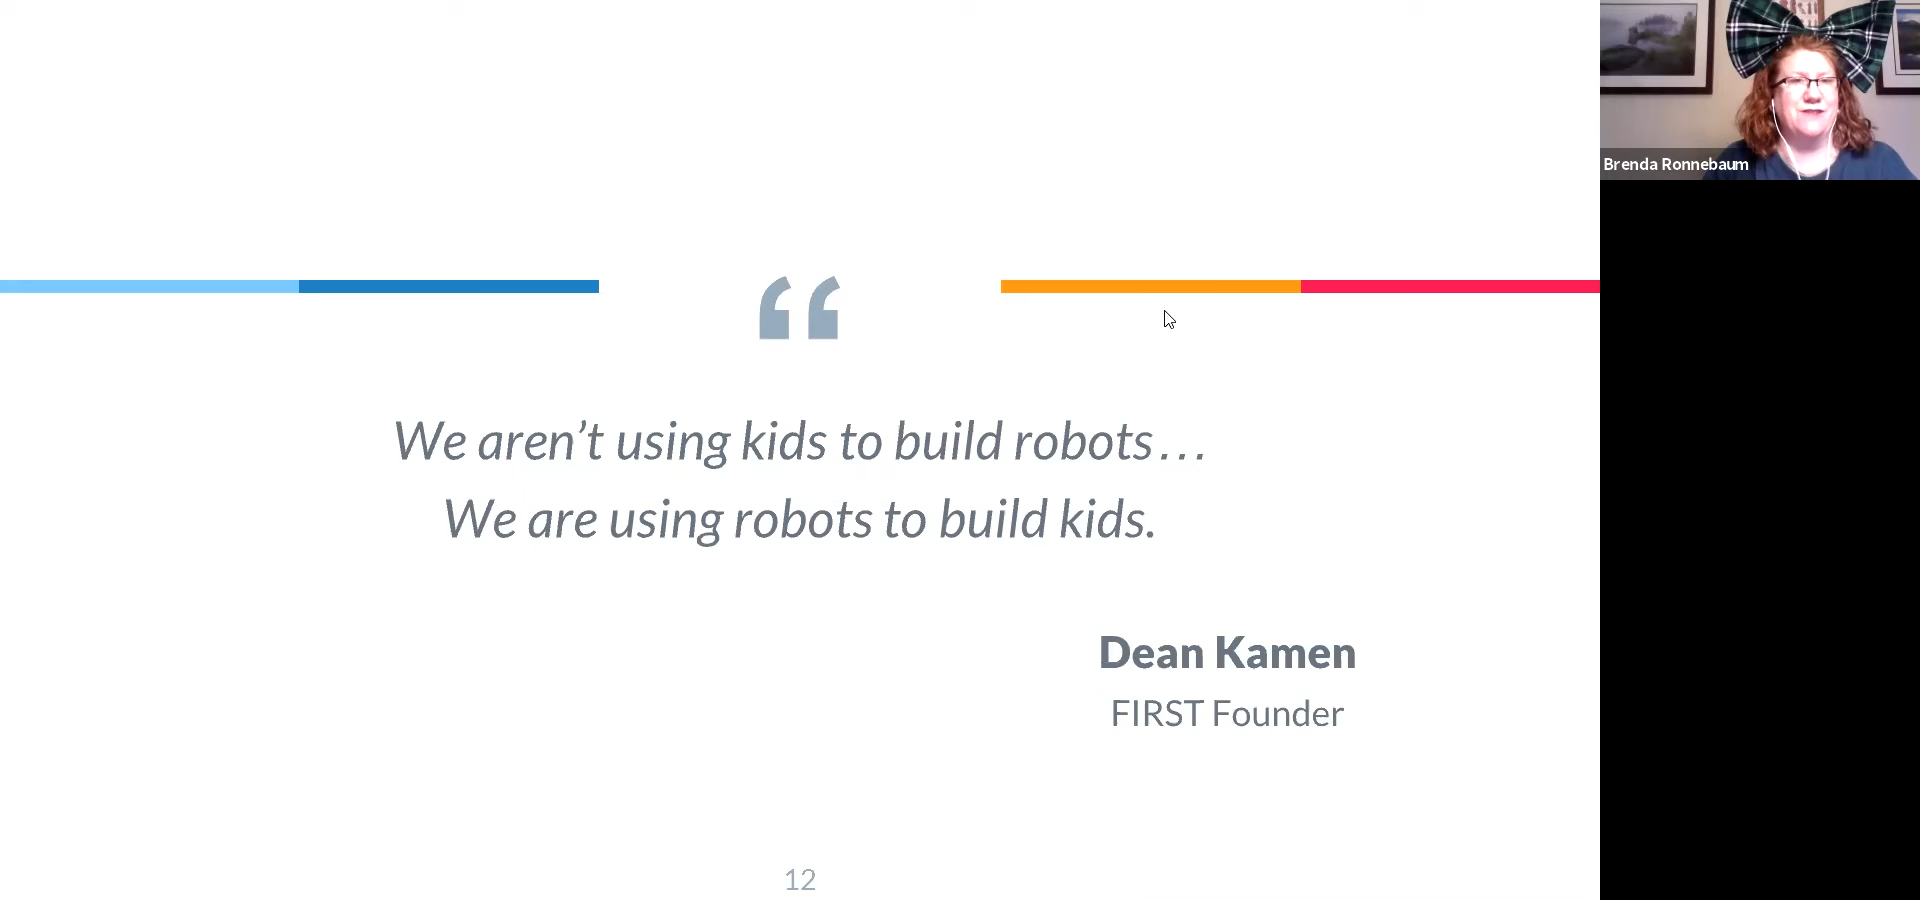 “
We aren’t using kids to build robots…
We are using robots to build kids.
Dean Kamen
FIRST Founder
12
Brenda Ronnebaum